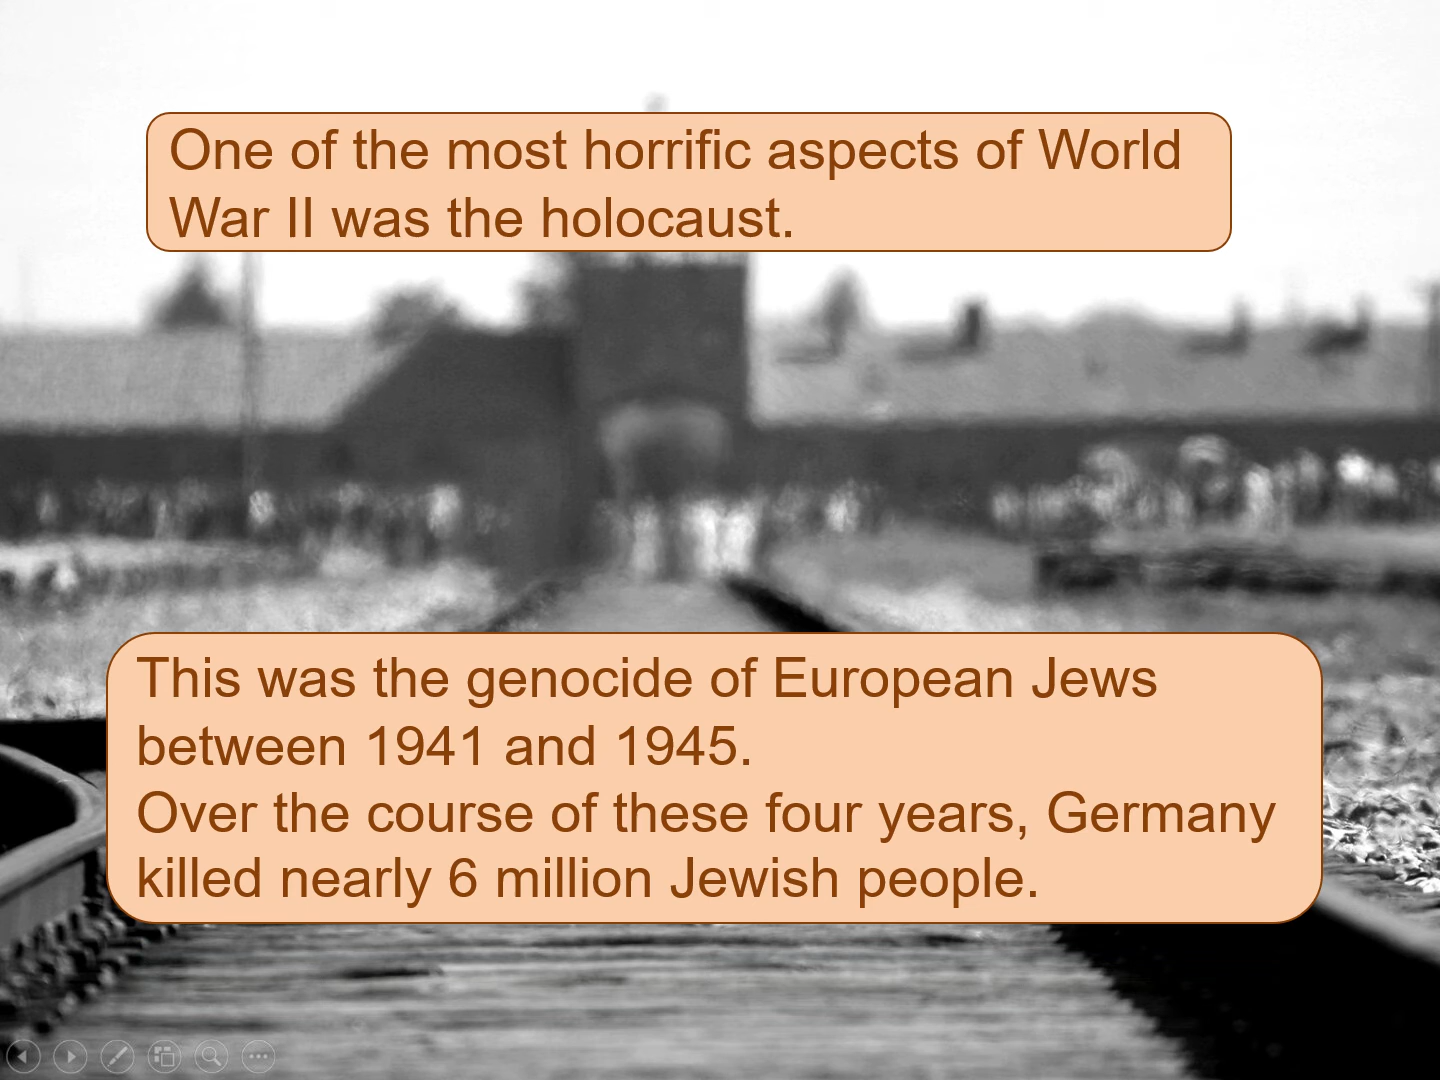 One of the most horrific aspects of World
War II was the holocaust.
This was the genocide of European Jews
between 1941 and 1945.
Over the course of these four years, Germany
killed nearly 6 million Jewish people.